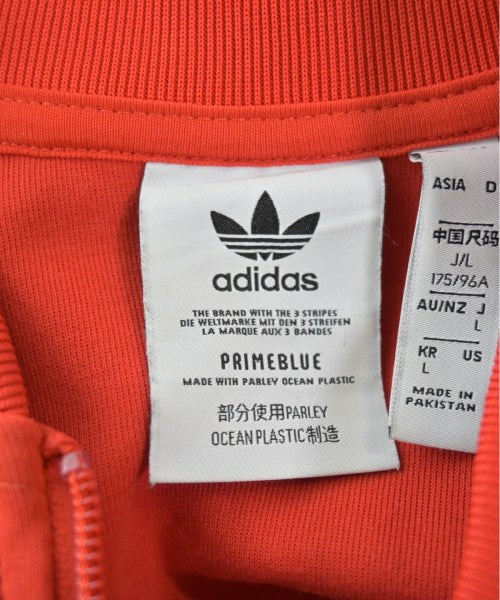 adidas
THE BRAND WITH THE 3 STRIPES
DIE WELTMARKE MIT DEN 3 STREIFEN
LA MARQUE AUX 3 BANDES
PRIMEBLUE
MADE WITH PARLEY OCEAN PLASTIC
部分使用PARLEY
OCEAN PLASTIC制造
ASIA D
中国尺码
J/L
175/96A
AU/NZ J
L L
KR US
L
MADE IN
PAKISTAN